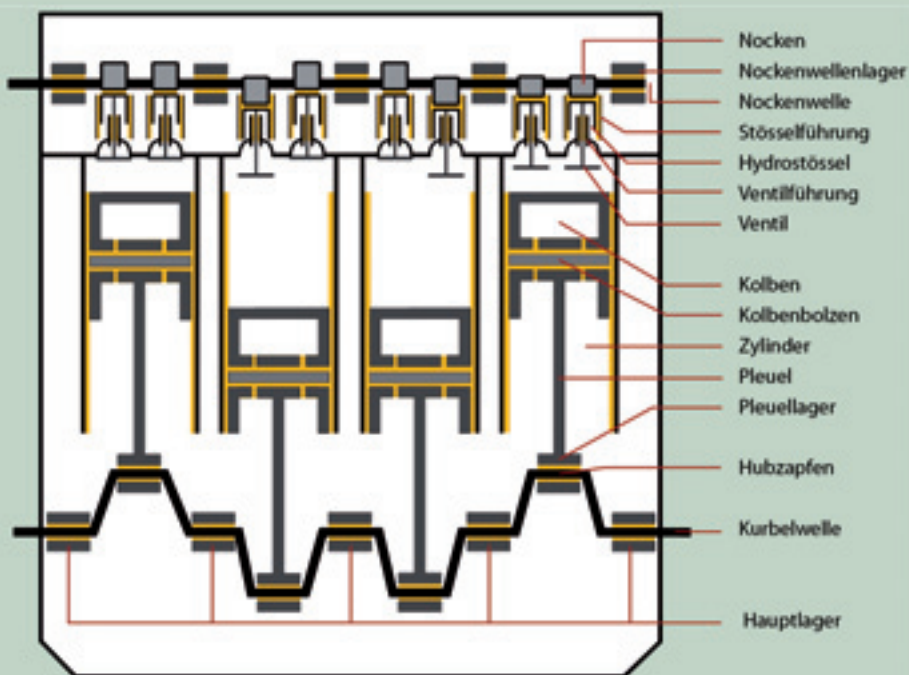 Nocken
Nockenwellenlager
Nockenwelle
Stösselführung
Hydrostössel
Ventilführung
Ventil
Kolben
Kolbenbolzen
Zylinder
Pleuel
Pleuellager
Hubzapfen
Kurbelwelle
Hauptlager